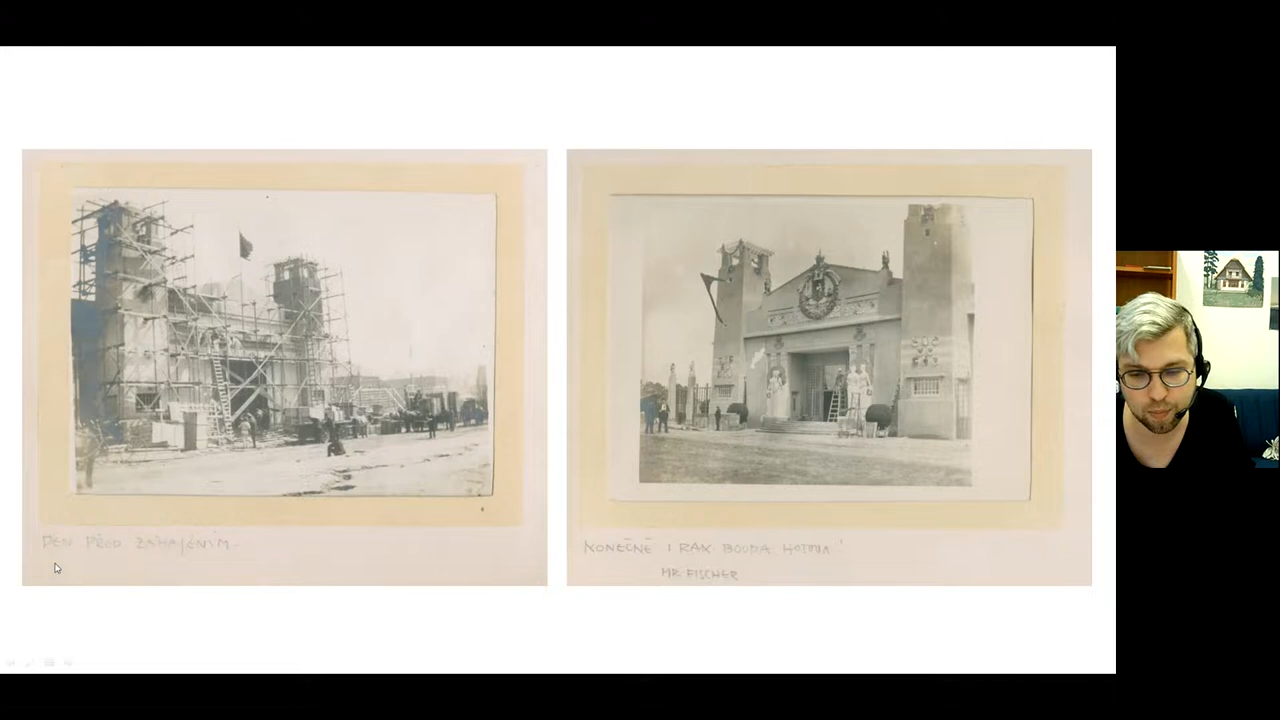 DEN PŘED ZAHÁJENÍM -
KONEČNĚ I RAK. BOUDA HOTOVA!
MR. FISCHER